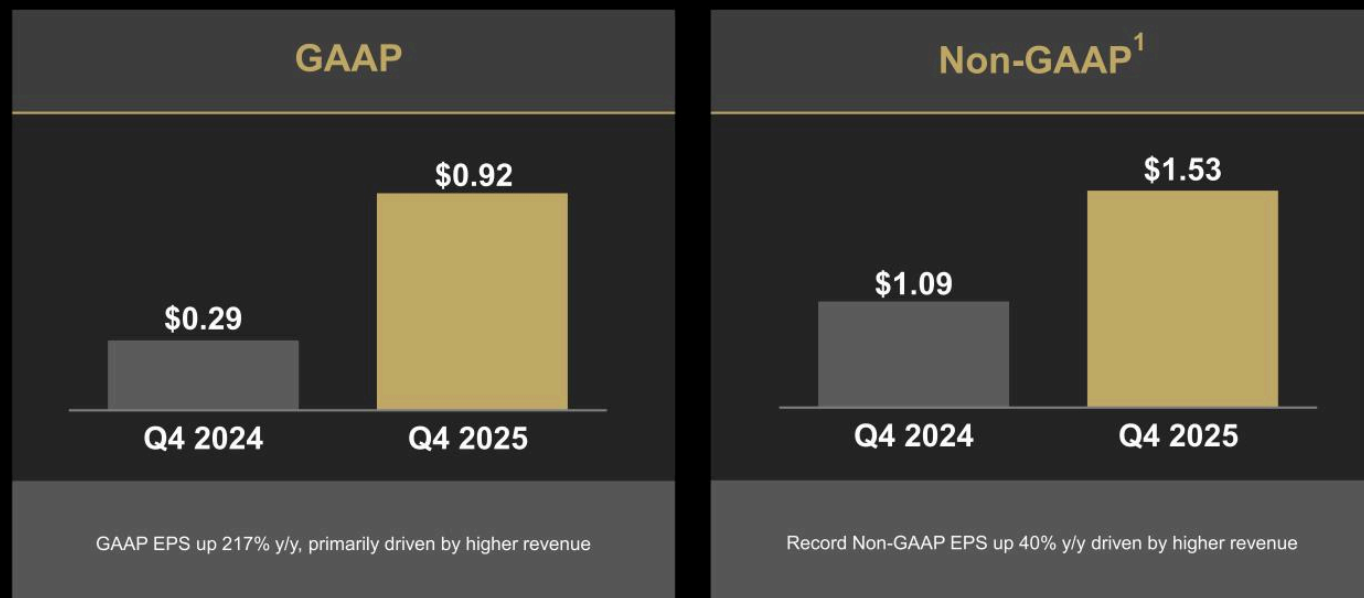 GAAP
$0.29
$0.92
Q4 2024
Q4 2025
GAAP EPS up 217% y/y, primarily driven by higher revenue
Non-GAAP¹
$1.09
$1.53
Q4 2024
Q4 2025
Record Non-GAAP EPS up 40% y/y driven by higher revenue